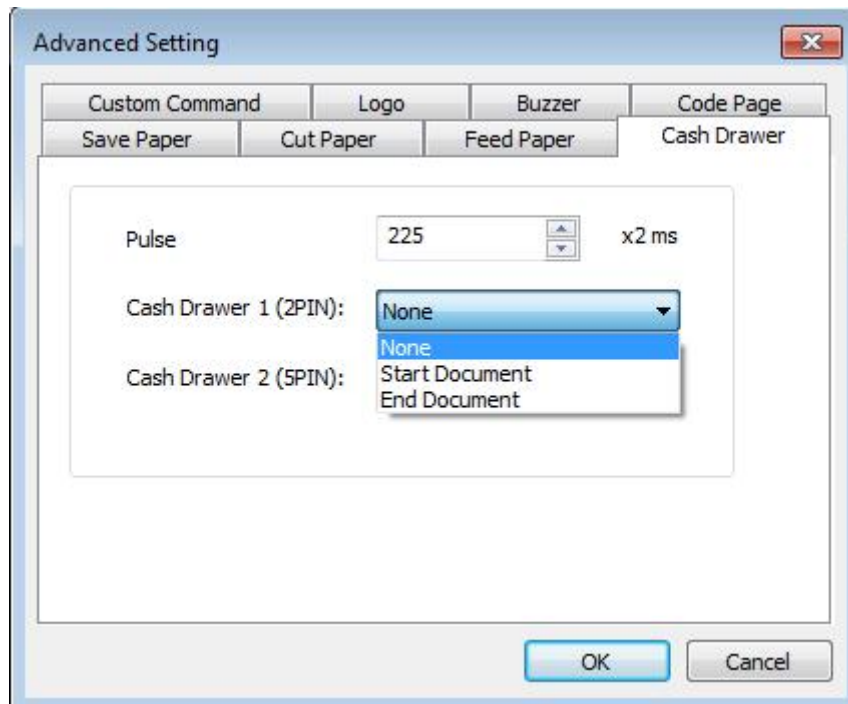 Advanced Setting
Custom Command Logo Buzzer Code Page
Save Paper Cut Paper Feed Paper Cash Drawer
Pulse 225 x2 ms
Cash Drawer 1 (2PIN): None
None
Cash Drawer 2 (5PIN): Start Document
End Document
OK Cancel